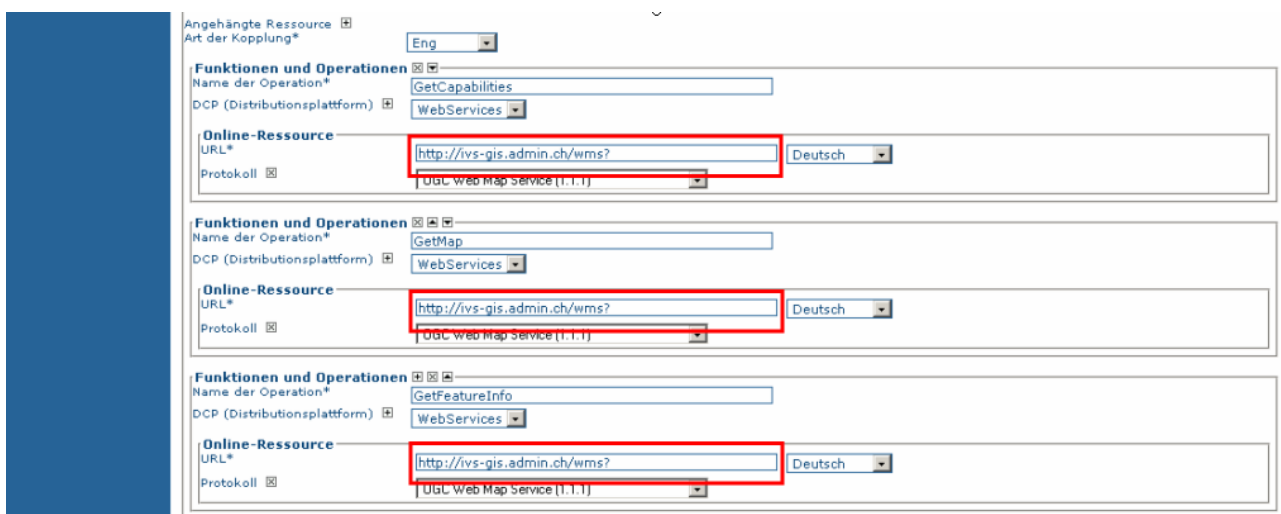 Angehängte Ressource
Art der Kopplung* Eng
Funktionen und Operationen
Name der Operation* GetCapabilities
DCP (Distributionsplattform) WebServices
Online-Ressource
URL* http://ivs-gis.admin.ch/wms? Deutsch
Protokoll OGC Web Map Service (1.1.1)
Funktionen und Operationen
Name der Operation* GetMap
DCP (Distributionsplattform) WebServices
Online-Ressource
URL* http://ivs-gis.admin.ch/wms? Deutsch
Protokoll OGC Web Map Service (1.1.1)
Funktionen und Operationen
Name der Operation* GetFeatureInfo
DCP (Distributionsplattform) WebServices
Online-Ressource
URL* http://ivs-gis.admin.ch/wms? Deutsch
Protokoll OGC Web Map Service (1.1.1)